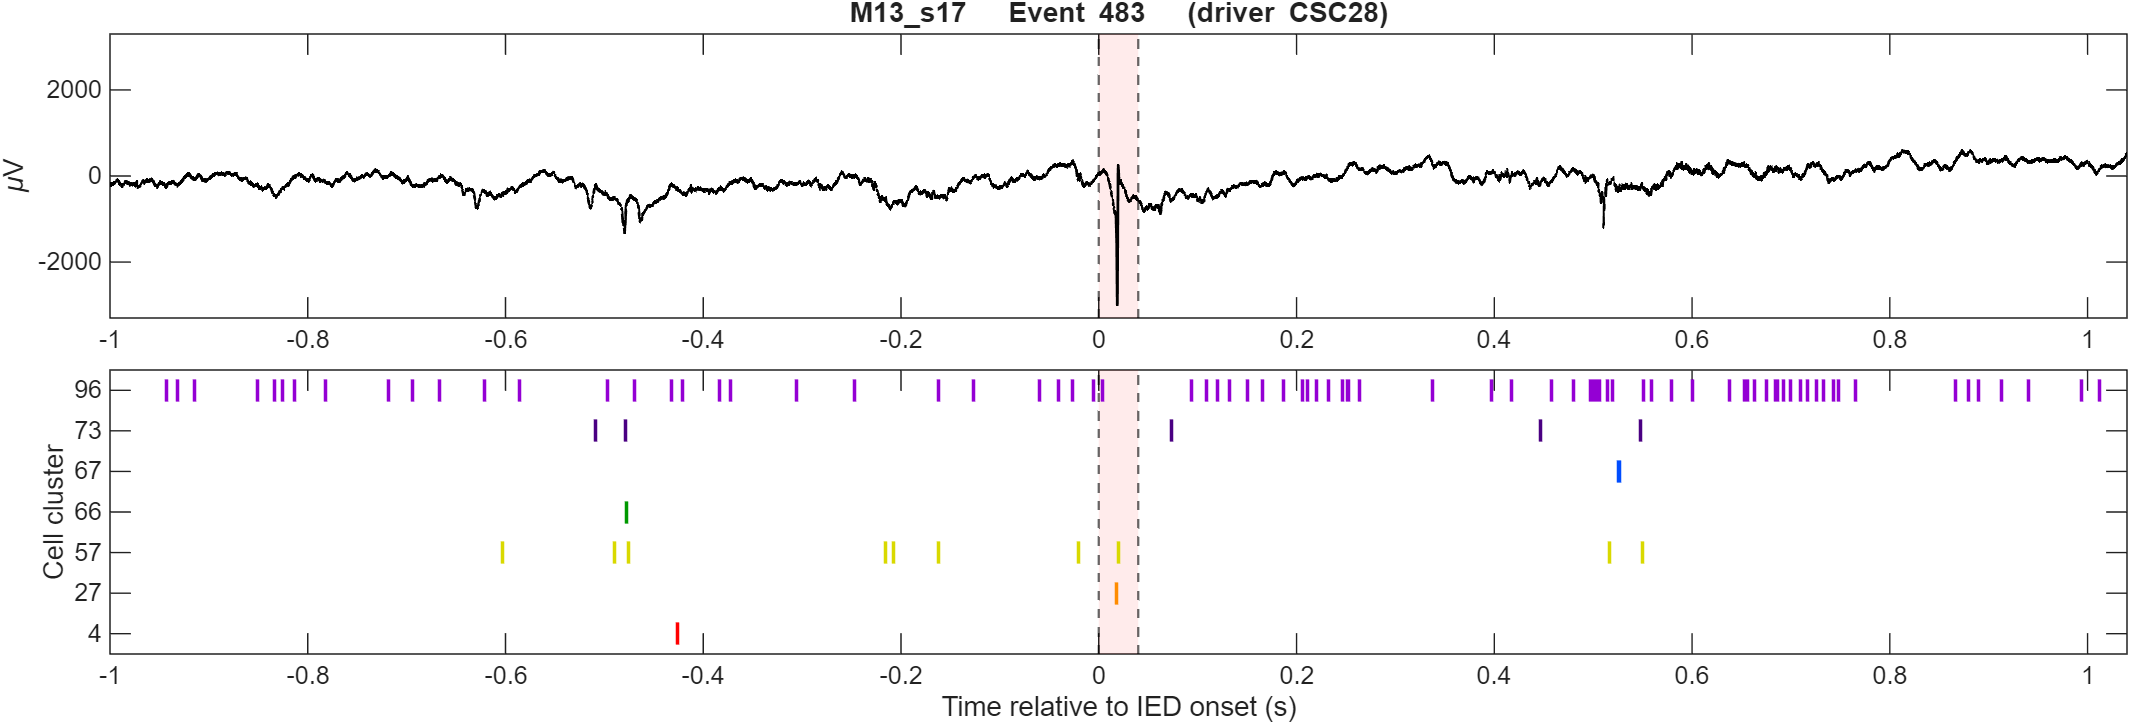 M13_s17 Event 483 (driver CSC28)
µV
2000
0
-2000
-1 -0.8 -0.6 -0.4 -0.2 0 0.2 0.4 0.6 0.8 1
Cell cluster
96
73
67
66
57
27
4
-1 -0.8 -0.6 -0.4 -0.2 0 0.2 0.4 0.6 0.8 1
Time relative to IED onset (s)